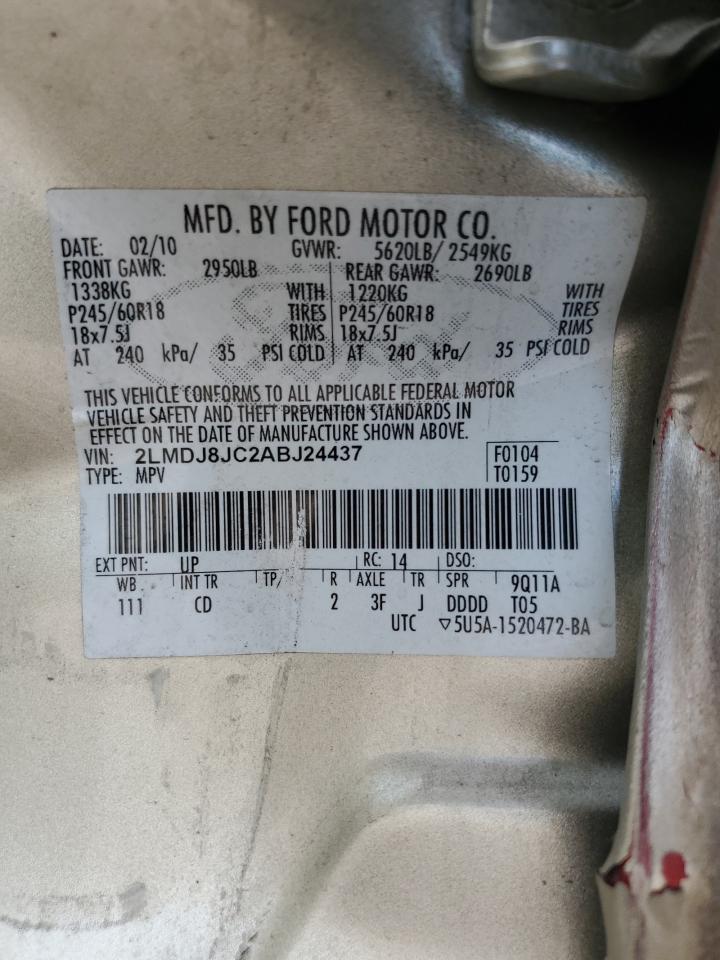 MFD. BY FORD MOTOR CO.
DATE: 02/10 GVWR: 5620LB/ 2549KG
FRONT GAWR: 2950LB REAR GAWR: 2690LB
1338KG WITH 1220KG WITH
P245/60R18 TIRES P245/60R18 TIRES
18x7.5J RIMS 18x7.5J RIMS
AT 240 kPa/ 35 PSI COLD AT 240 kPa/ 35 PSI COLD
THIS VEHICLE CONFORMS TO ALL APPLICABLE FEDERAL MOTOR
VEHICLE SAFETY AND THEFT PREVENTION STANDARDS IN
EFFECT ON THE DATE OF MANUFACTURE SHOWN ABOVE.
VIN: 2LMDJ8JC2ABJ24437 F0104
TYPE: MPV T0159
EXT PNT: UP RC: 14 DSO:
WB INT TR TP/ R AXLE TR SPR 9Q11A
111 CD 2 3F J DDDD T05
UTC ▽5U5A-1520472-BA